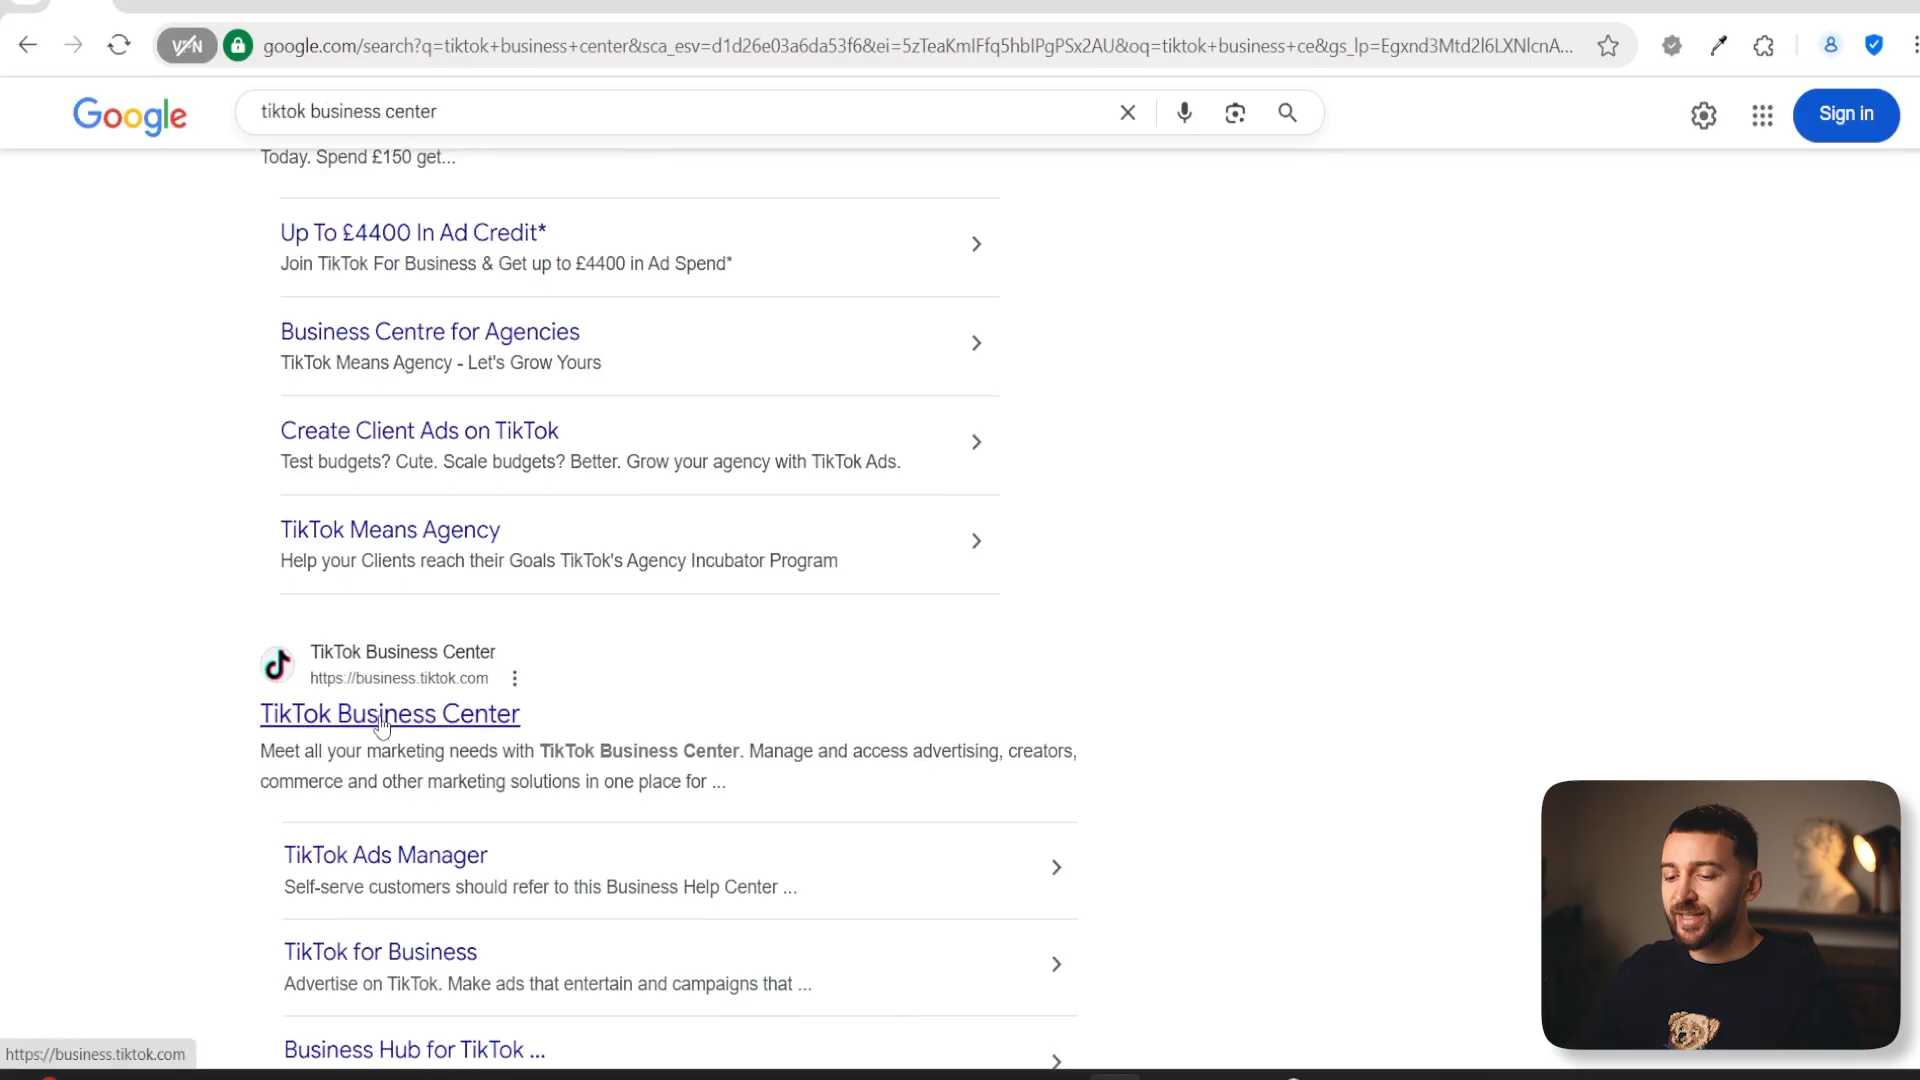 VPN
google.com/search?q=tiktok+business+center&sca_esv=d1d26e03a6da53f6&ei=5zTeaKmIFfq5hbIPgPSx2AU&oq=tiktok+business+ce&gs_lp=Egxnd3Mtd2l6LXNlcnA...
Google
tiktok business center
Sign in
Today. Spend £150 get...
Up To £4400 In Ad Credit*
Join TikTok For Business & Get up to £4400 in Ad Spend*
Business Centre for Agencies
TikTok Means Agency - Let's Grow Yours
Create Client Ads on TikTok
Test budgets? Cute. Scale budgets? Better. Grow your agency with TikTok Ads.
TikTok Means Agency
Help your Clients reach their Goals TikTok's Agency Incubator Program
TikTok Business Center
https://business.tiktok.com
TikTok Business Center
Meet all your marketing needs with TikTok Business Center. Manage and access advertising, creators,
commerce and other marketing solutions in one place for ...
TikTok Ads Manager
Self-serve customers should refer to this Business Help Center ...
TikTok for Business
Advertise on TikTok. Make ads that entertain and campaigns that ...
Business Hub for TikTok ...
https://business.tiktok.com